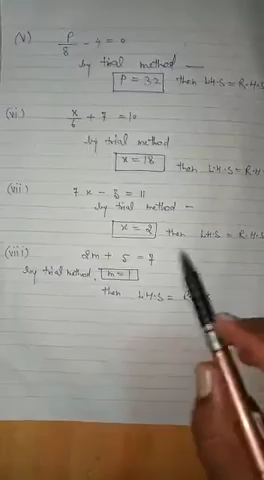 (v) P/8 - 4 = 0
by trial method —
P = 32 then L.H.S = R.H.S
(vi) x/6 + 7 = 10
by trial method
x = 18 then L.H.S = R.H.
(vii) 7x - 3 = 11
by trial method —
x = 2 then L.H.S = R.H.S
(viii) 2m + 5 = 7
by trial method, m = 1
then L.H.S = R